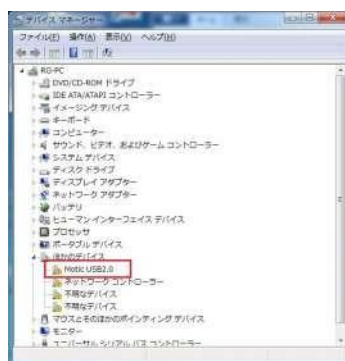 デバイス マネージャー
ファイル(F) 操作(A) 表示(V) ヘルプ(H)
RG-PC
DVD/CD-ROM ドライブ
IDE ATA/ATAPI コントローラー
イメージング デバイス
キーボード
コンピューター
サウンド、ビデオ、およびゲーム コントローラー
システム デバイス
ディスク ドライブ
ディスプレイ アダプター
ネットワーク アダプター
バッテリ
ヒューマン インターフェイス デバイス
プロセッサ
ポータブル デバイス
ほかのデバイス
Motic USB2.0
ネットワーク コントローラー
不明なデバイス
不明なデバイス
マウスとそのほかのポインティング デバイス
モニター
ユニバーサル シリアル バス コントローラー